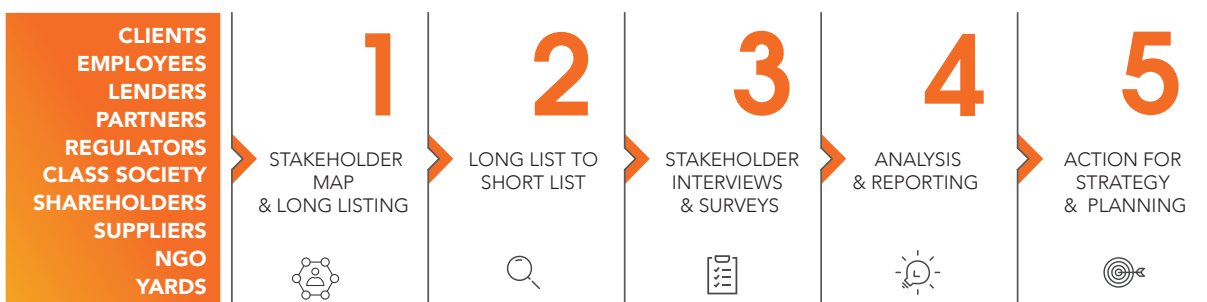 CLIENTS
EMPLOYEES
LENDERS
PARTNERS
REGULATORS
CLASS SOCIETY
SHAREHOLDERS
SUPPLIERS
NGO
YARDS
1
STAKEHOLDER
MAP
& LONG LISTING
2
LONG LIST TO
SHORT LIST
3
STAKEHOLDER
INTERVIEWS
& SURVEYS
4
ANALYSIS
& REPORTING
5
ACTION FOR
STRATEGY
& PLANNING